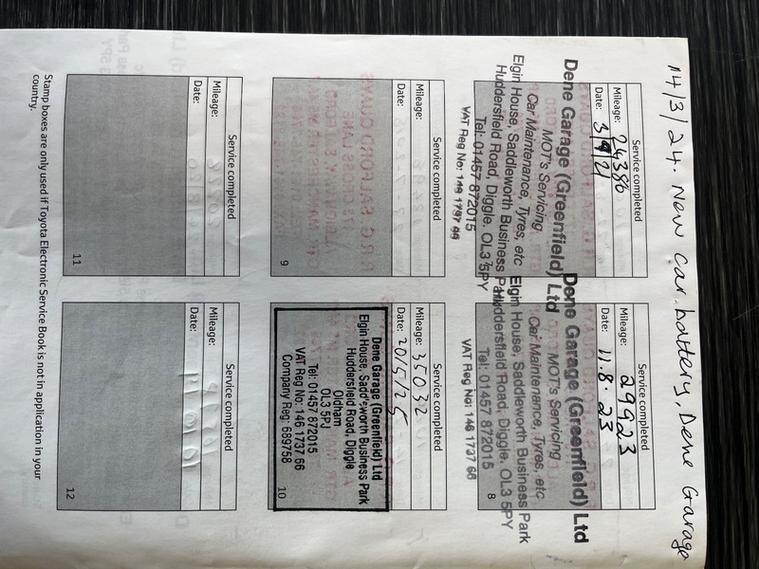 14/3/24. New car battery, Dene Garage
Service completed
Mileage: 24380
Date: 3/9/21
Dene Garage (Greenfield) Ltd
MOT's Servicing
Car Maintenance, Tyres, etc
Elgin House, Saddleworth Business Park
Huddersfield Road, Diggle. OL3 5PY
Tel: 01457 872015
VAT Reg No: 146 1737 66
Service completed
Mileage: 29923
Date: 11.8 23
Dene Garage (Greenfield) Ltd
MOT's Servicing
Car Maintenance, Tyres, etc
Elgin House, Saddleworth Business Park
Huddersfield Road, Diggle. OL3 5PY
Tel: 01457 872015
VAT Reg No: 146 1737 66
8
Service completed
Mileage:
Date:
9
Service completed
Mileage: 35032
Date: 20/5/25
Dene Garage (Greenfield) Ltd
Elgin House, Saddleworth Business Park
Huddersfield Road, Diggle
Oldham
OL3 5PJ
Tel: 01457 872015
VAT Reg No: 146 1737 66
Company Reg: 689758
10
Service completed
Mileage:
Date:
11
Service completed
Mileage:
Date:
12
Stamp boxes are only used if Toyota Electronic Service Book is not in application in your
country.